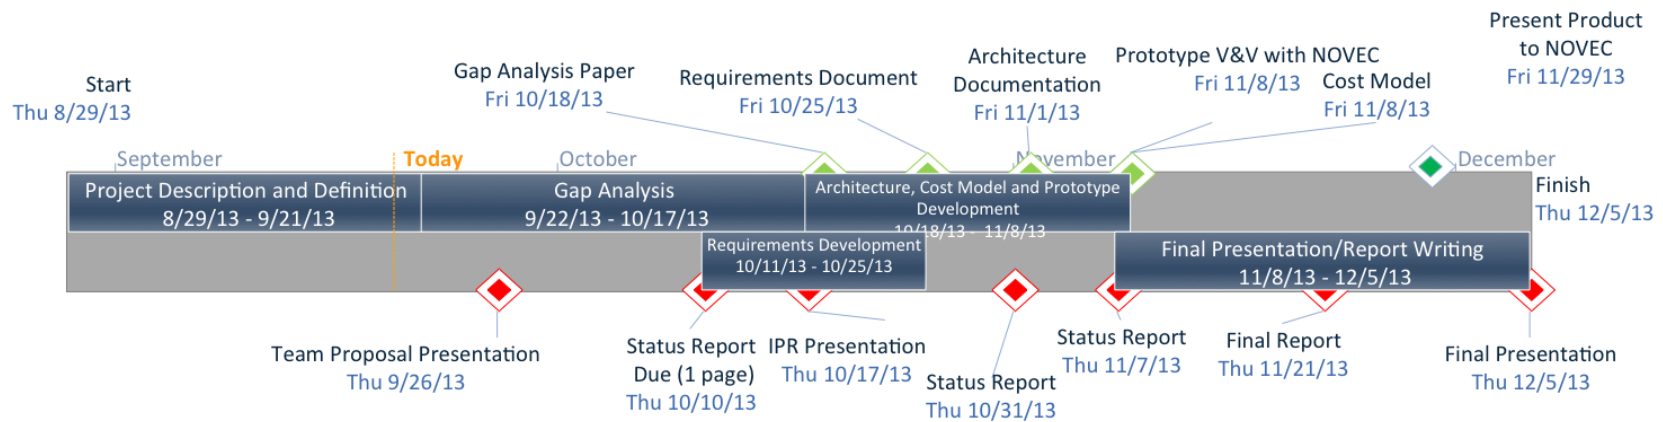 Present Product
to NOVEC
Fri 11/29/13
Start
Thu 8/29/13
Gap Analysis Paper
Fri 10/18/13
Requirements Document
Fri 10/25/13
Architecture
Documentation
Fri 11/1/13
Prototype V&V with NOVEC
Fri 11/8/13
Cost Model
Fri 11/8/13
September
Today
October
November
December
Project Description and Definition
8/29/13 - 9/21/13
Gap Analysis
9/22/13 - 10/17/13
Architecture, Cost Model and Prototype
Development
10/18/13 - 11/8/13
Finish
Thu 12/5/13
Requirements Development
10/11/13 - 10/25/13
Final Presentation/Report Writing
11/8/13 - 12/5/13
Team Proposal Presentation
Thu 9/26/13
Status Report
Due (1 page)
Thu 10/10/13
IPR Presentation
Thu 10/17/13
Status Report
Thu 10/31/13
Status Report
Thu 11/7/13
Final Report
Thu 11/21/13
Final Presentation
Thu 12/5/13